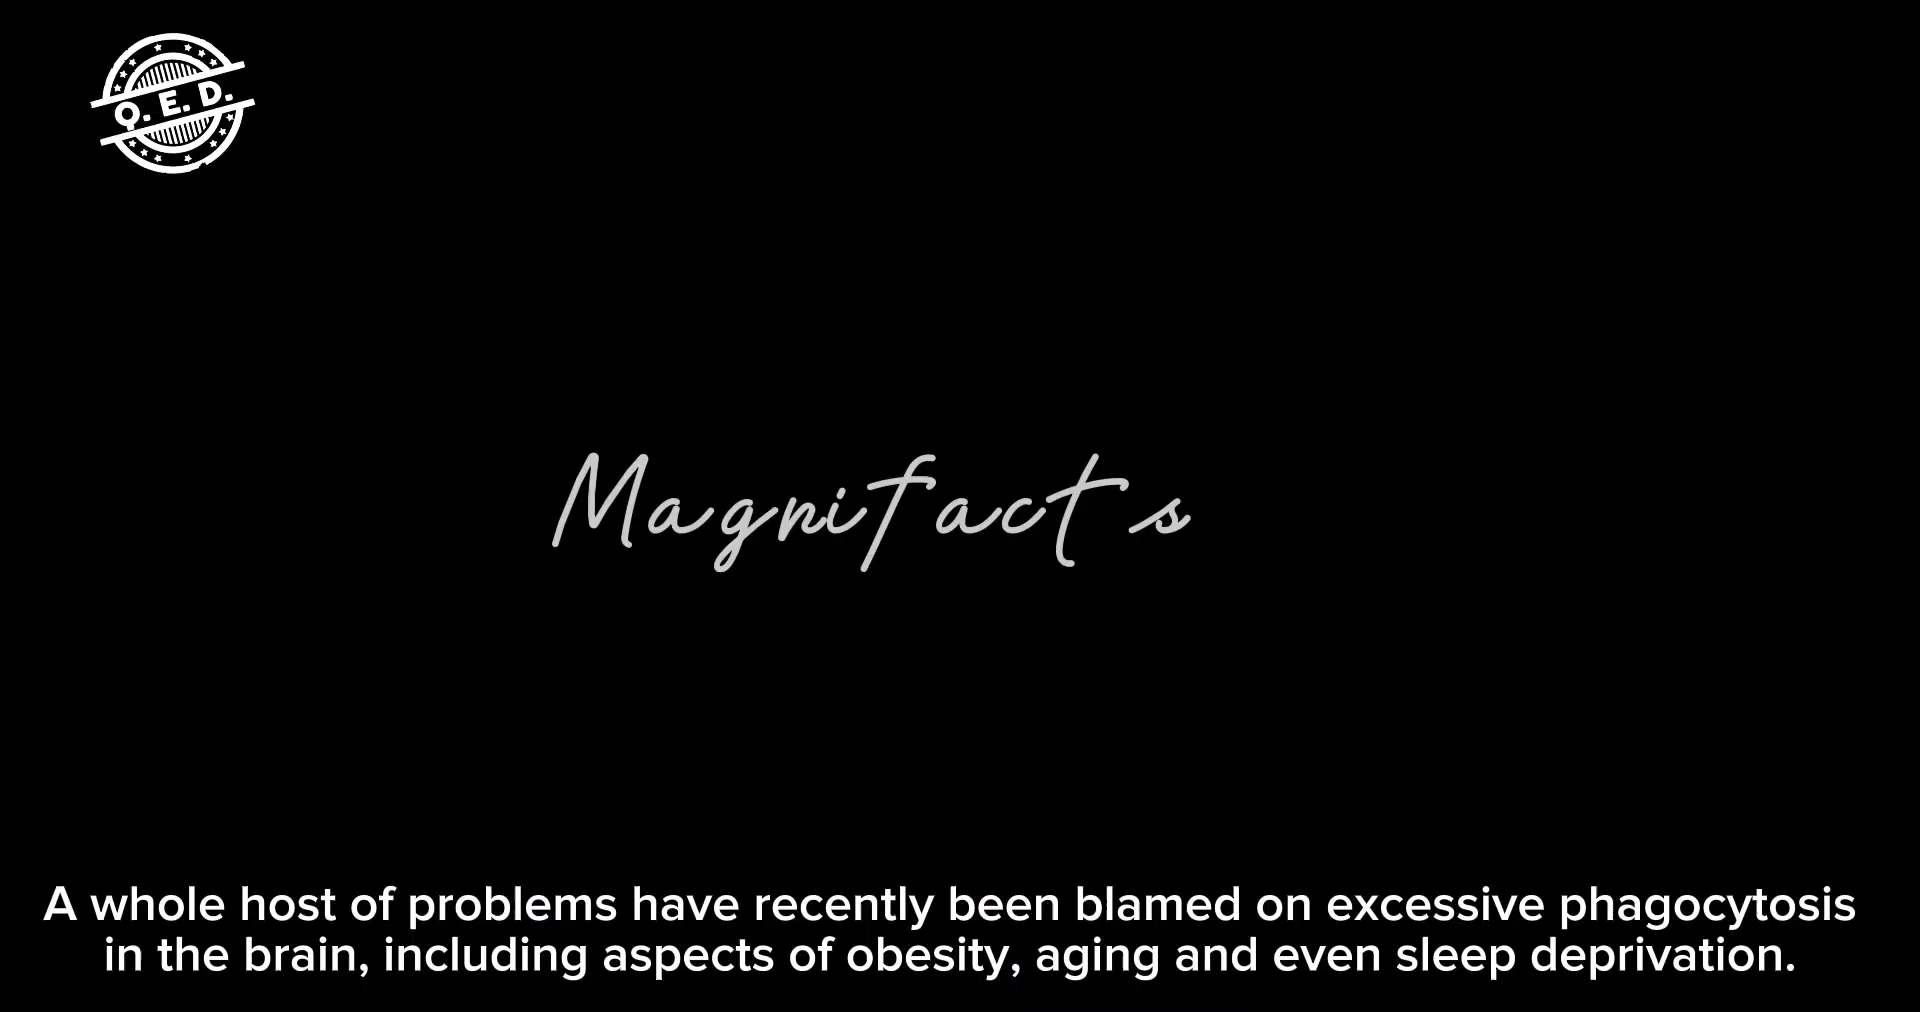 Q. E. D.
Magnifacts
A whole host of problems have recently been blamed on excessive phagocytosis
in the brain, including aspects of obesity, aging and even sleep deprivation.